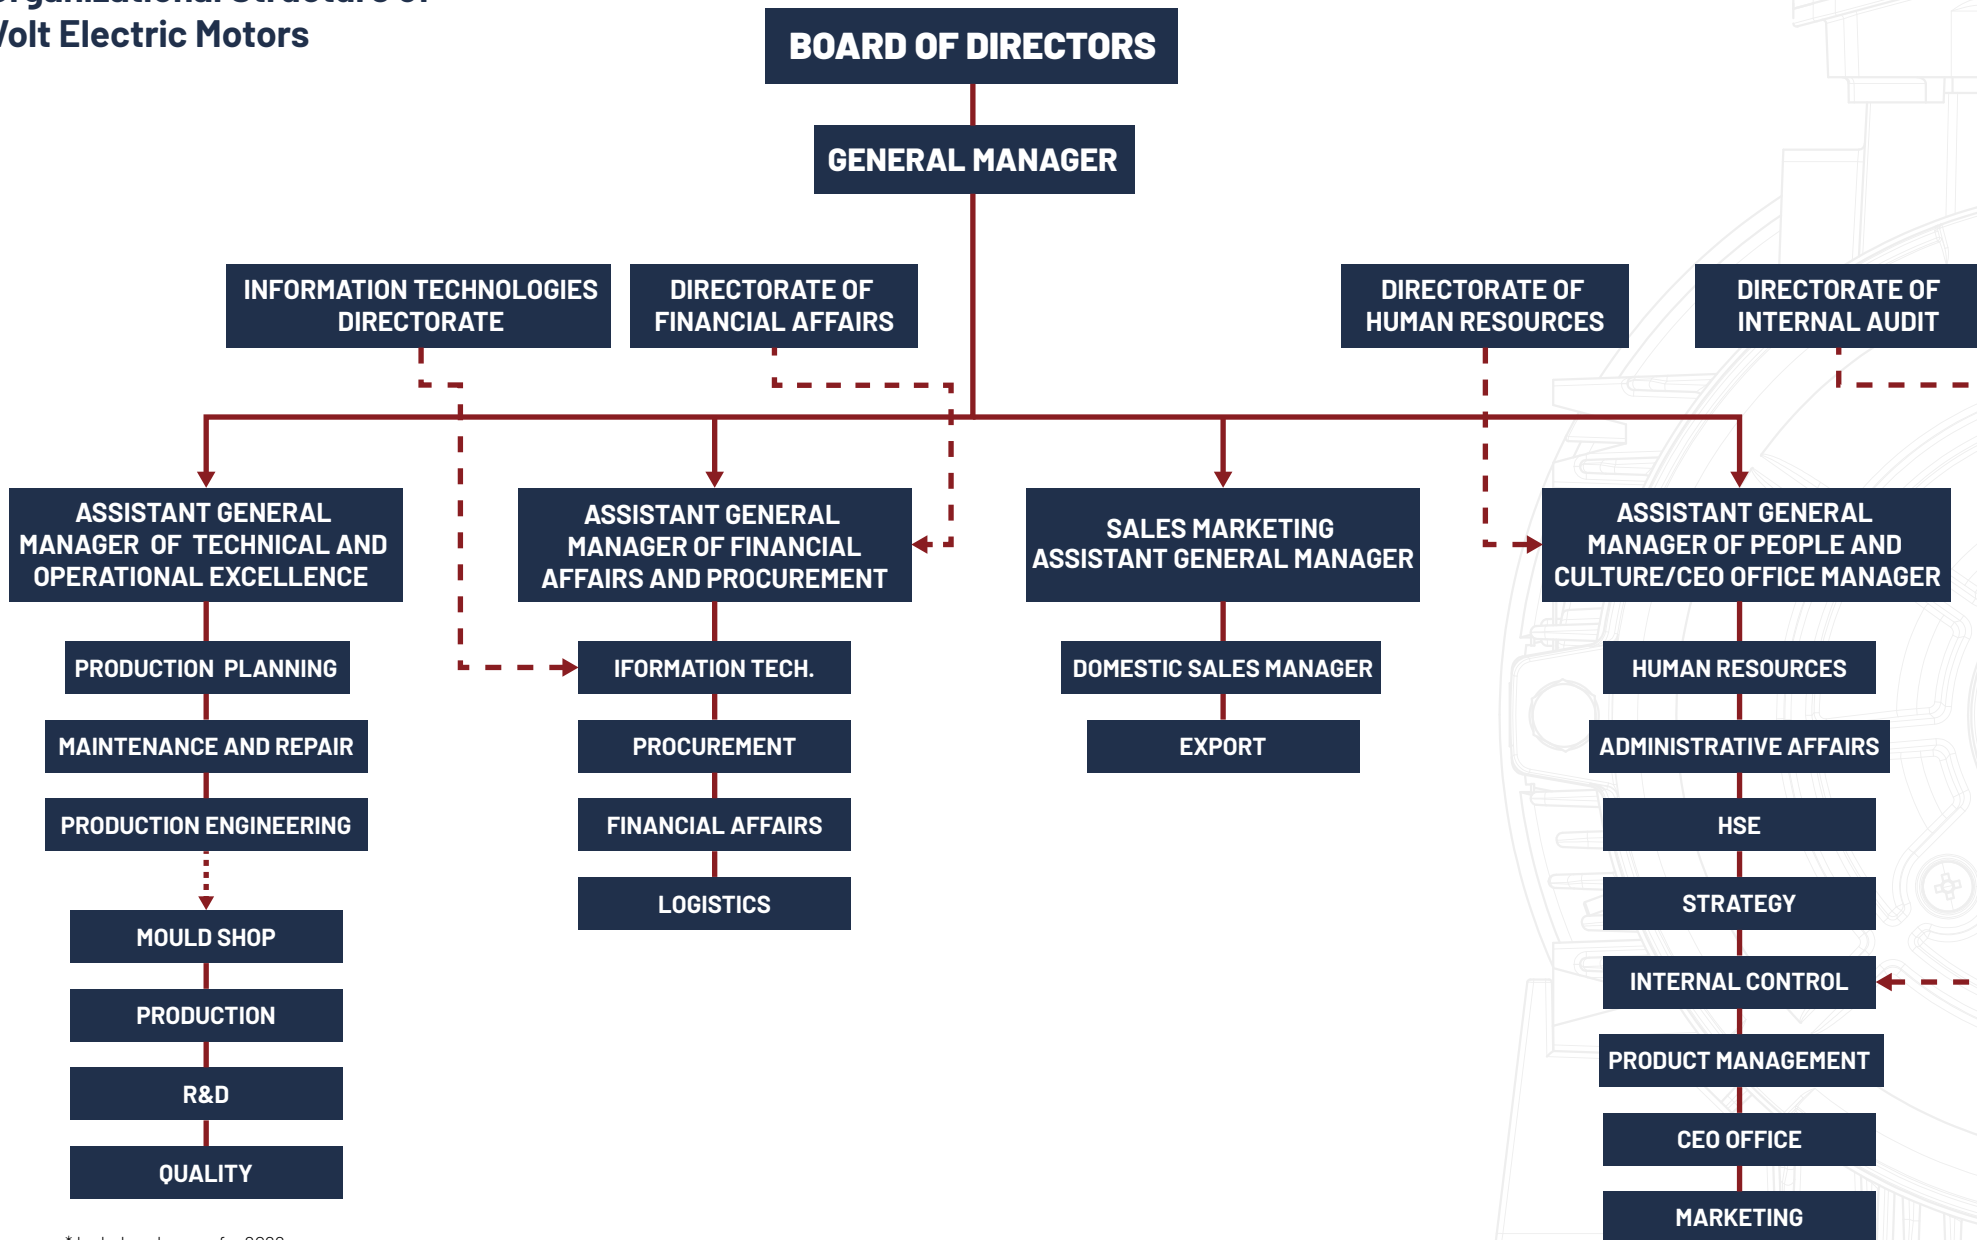 Volt Electric Motors
BOARD OF DIRECTORS
GENERAL MANAGER
INFORMATION TECHNOLOGIES
DIRECTORATE
DIRECTORATE OF
FINANCIAL AFFAIRS
DIRECTORATE OF
HUMAN RESOURCES
DIRECTORATE OF
INTERNAL AUDIT
ASSISTANT GENERAL
MANAGER OF TECHNICAL AND
OPERATIONAL EXCELLENCE
PRODUCTION PLANNING
MAINTENANCE AND REPAIR
PRODUCTION ENGINEERING
MOULD SHOP
PRODUCTION
R&D
QUALITY
ASSISTANT GENERAL
MANAGER OF FINANCIAL
AFFAIRS AND PROCUREMENT
IFORMATION TECH.
PROCUREMENT
FINANCIAL AFFAIRS
LOGISTICS
SALES MARKETING
ASSISTANT GENERAL MANAGER
DOMESTIC SALES MANAGER
EXPORT
ASSISTANT GENERAL
MANAGER OF PEOPLE AND
CULTURE/CEO OFFICE MANAGER
HUMAN RESOURCES
ADMINISTRATIVE AFFAIRS
HSE
STRATEGY
INTERNAL CONTROL
PRODUCT MANAGEMENT
CEO OFFICE
MARKETING